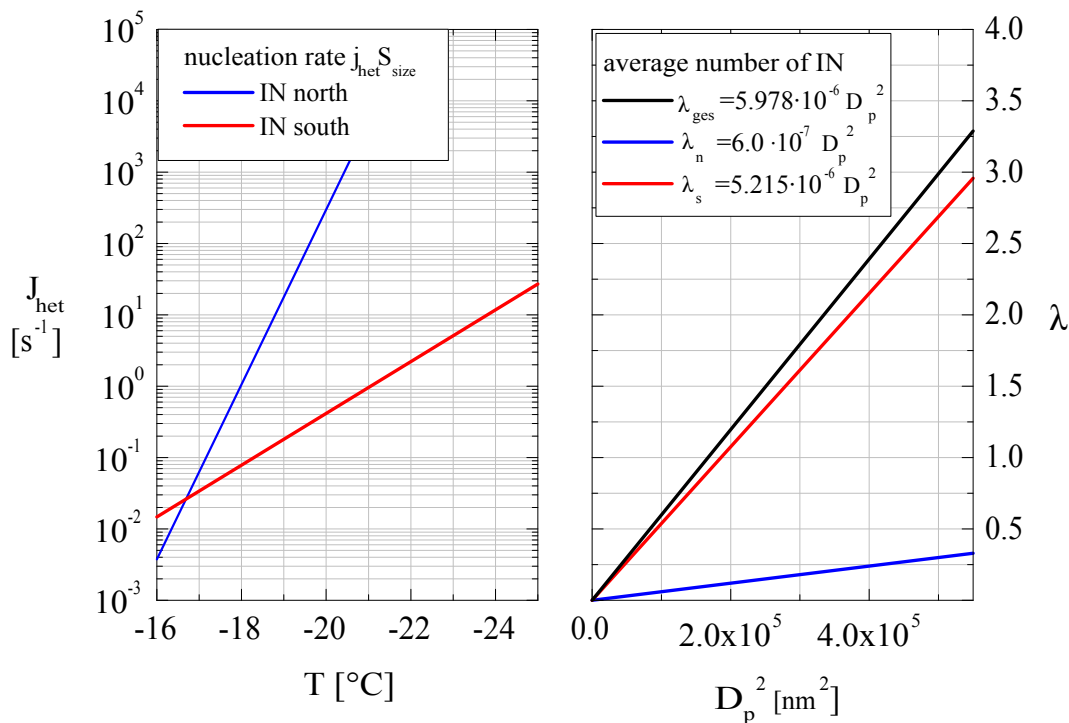 10^5
10^4
10^3
10^2
10^1
10^0
10^-1
10^-2
10^-3
J_het
[s^-1]
nucleation rate j_het S_size
IN north
IN south
-16
-18
-20
-22
-24
T [°C]
average number of IN
λ_ges =5.978·10^-6 D_p^2
λ_n =6.0 ·10^-7 D_p^2
λ_s =5.215·10^-6 D_p^2
4.0
3.5
3.0
2.5
2.0
1.5
1.0
0.5
λ
0.0
2.0x10^5
4.0x10^5
D_p^2 [nm^2]